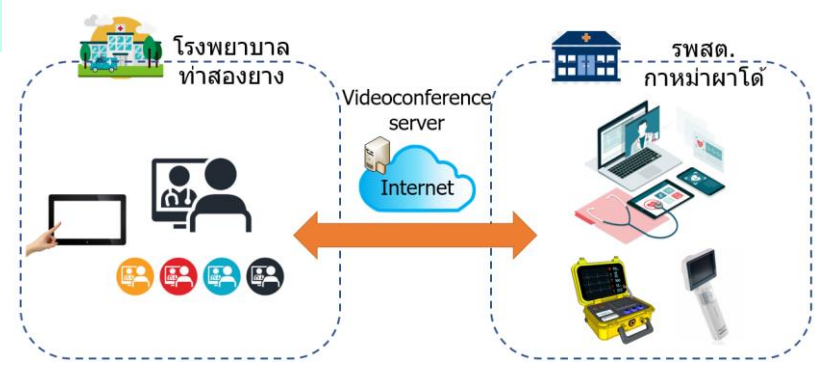 โรงพยาบาล
ท่าสองยาง
Videoconference
server
Internet
รพสต.
กาหม่าผาโด้